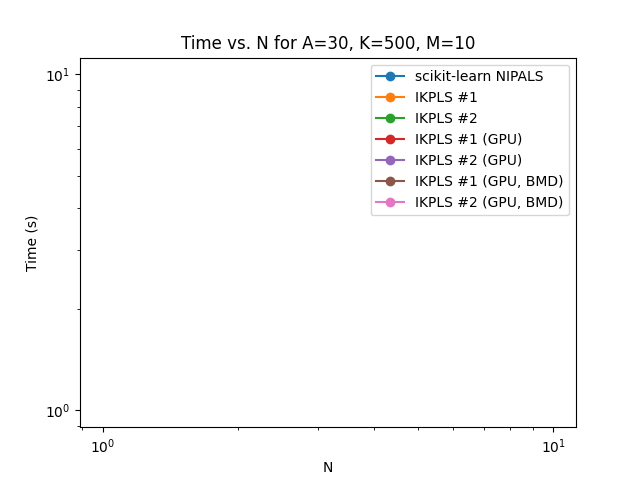 Time vs. N for A=30, K=500, M=10
scikit-learn NIPALS
IKPLS #1
IKPLS #2
IKPLS #1 (GPU)
IKPLS #2 (GPU)
IKPLS #1 (GPU, BMD)
IKPLS #2 (GPU, BMD)
Time (s)
10¹
10⁰
10⁰
10¹
N